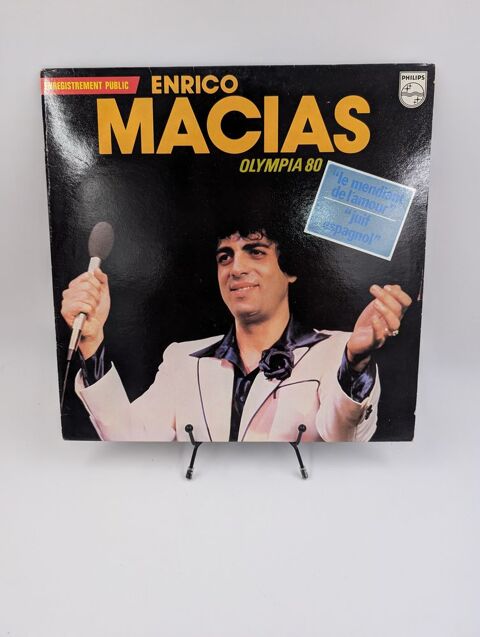 ENREGISTREMENT PUBLIC
ENRICO
PHILIPS
MACIAS
OLYMPIA 80
"le mendiant
de l'amour"
"juif
espagnol"